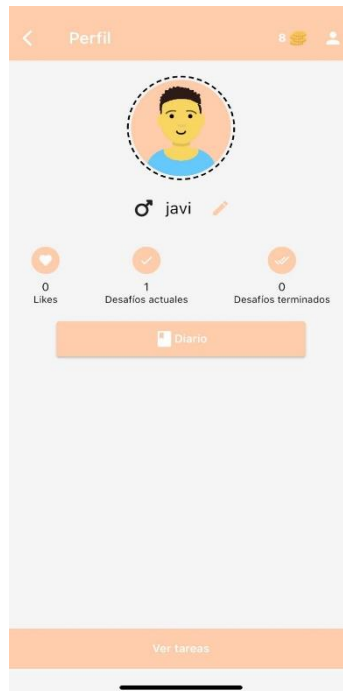 Perfil
8
javi
0
Likes
1
Desafíos actuales
0
Desafíos terminados
Diario
Ver tareas